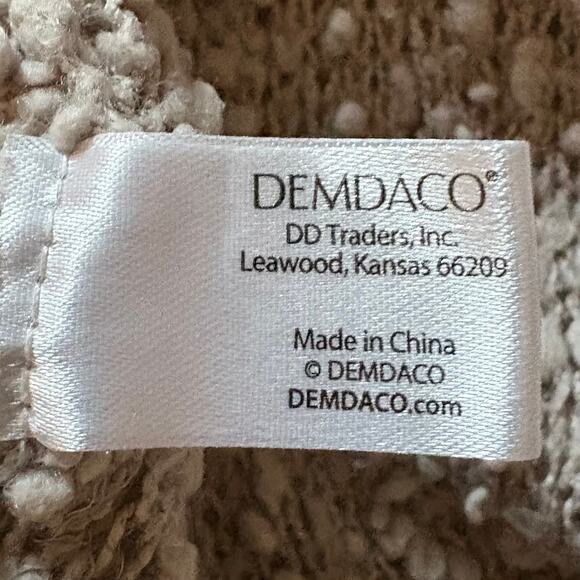 DEMDACO®
DD Traders, Inc.
Leawood, Kansas 66209
Made in China
© DEMDACO
DEMDACO.com